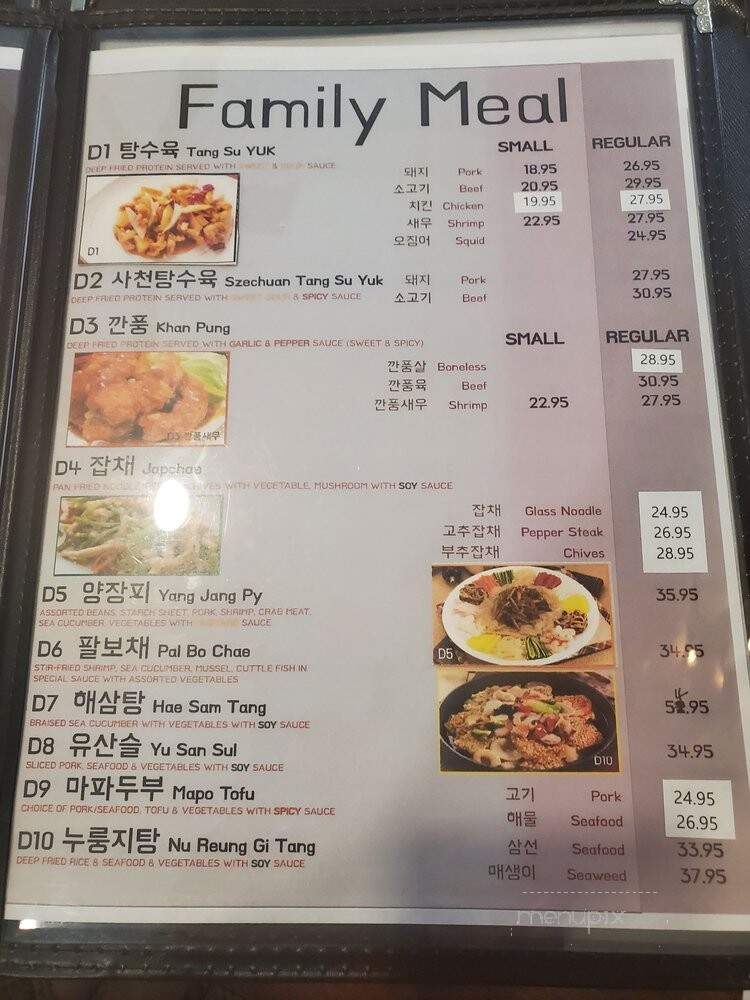 Family Meal
SMALL REGULAR
D1 탕수육 Tang Su YUK
DEEP FRIED PROTEIN SERVED WITH SWEET & SOUR SAUCE
돼지 Pork 18.95 26.95
소고기 Beef 20.95 29.95
치킨 Chicken 19.95 27.95
새우 Shrimp 22.95 27.95
오징어 Squid 24.95
D1
D2 사천탕수육 Szechuan Tang Su Yuk 돼지 Pork 27.95
DEEP FRIED PROTEIN SERVED WITH SWEET SOUR & SPICY SAUCE 소고기 Beef 30.95
D3 깐풍 Khan Pung
DEEP FRIED PROTEIN SERVED WITH GARLIC & PEPPER SAUCE (SWEET & SPICY)
SMALL REGULAR
깐풍살 Boneless 28.95
깐풍육 Beef 30.95
깐풍새우 Shrimp 22.95 27.95
D3 깐풍새우
D4 잡채 Japchae
PAN FRIED NOODLE CHIVES WITH VEGETABLE, MUSHROOM WITH SOY SAUCE
잡채 Glass Noodle 24.95
고추잡채 Pepper Steak 26.95
부추잡채 Chives 28.95
D5 양장피 Yang Jang Py 35.95
ASSORTED BEANS, STARCH SHEET, PORK, SHRIMP, CRAB MEAT,
SEA CUCUMBER, VEGETABLES WITH SAUCE
D5
D6 팔보채 Pal Bo Chae 34.95
STIR-FRIED SHRIMP, SEA CUCUMBER, MUSSEL, CUTTLE FISH IN
SPECIAL SAUCE WITH ASSORTED VEGETABLES
D7 해삼탕 Hae Sam Tang
BRAISED SEA CUCUMBER WITH VEGETABLES WITH SOY SAUCE
D8 유산슬 Yu San Sul 34.95
SLICED PORK, SEAFOOD & VEGETABLES WITH SOY SAUCE
D10
D9 마파두부 Mapo Tofu 고기 Pork 24.95
CHOICE OF PORK/SEAFOOD, TOFU & VEGETABLES WITH SPICY SAUCE 해물 Seafood 26.95
D10 누룽지탕 Nu Reung Gi Tang 삼선 Seafood 33.95
DEEP FRIED RICE & SEAFOOD & VEGETABLES WITH SOY SAUCE 매생이 Seaweed 37.95
menupix